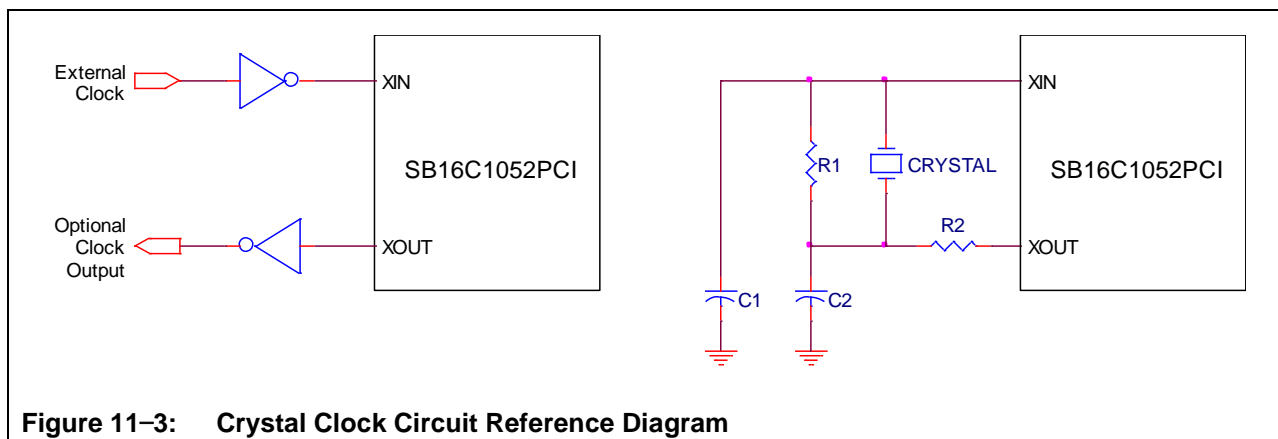 External
Clock
XIN
SB16C1052PCI
Optional
Clock
Output
XOUT
XIN
R1
CRYSTAL
SB16C1052PCI
R2
XOUT
C1
C2
Figure 11−3: Crystal Clock Circuit Reference Diagram